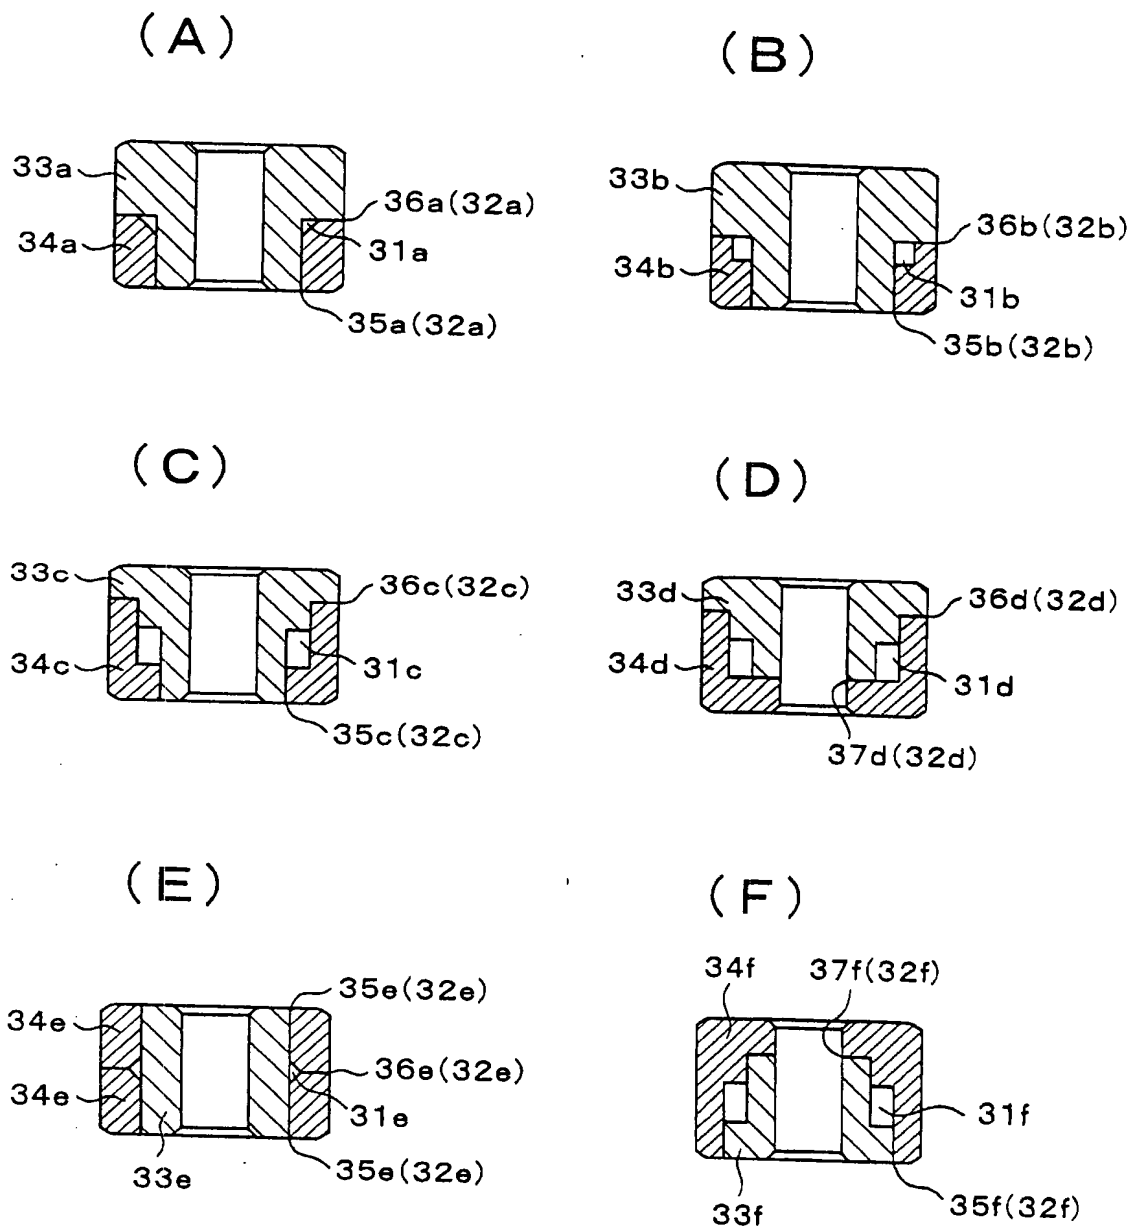 (A)
33a
36a(32a)
34a
31a
35a(32a)
(B)
33b
36b(32b)
34b
31b
35b(32b)
(C)
33c
36c(32c)
34c
31c
35c(32c)
(D)
33d
36d(32d)
34d
31d
37d(32d)
(E)
35e(32e)
34e
36e(32e)
34e
31e
33e
35e(32e)
(F)
34f
37f(32f)
31f
33f
35f(32f)